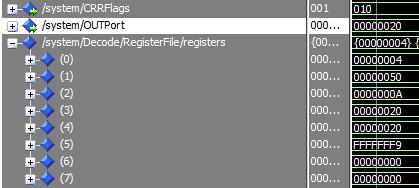 /system/CRRFlags 001 010
/system/OUTPort 000... 00000020
/system/Decode/RegisterFile/registers {00... {00000004} {
(0) 000... 00000004
(1) 000... 00000050
(2) 000... 0000000A
(3) 000... 00000020
(4) 000... 00000020
(5) 000... FFFFFFF9
(6) 000... 00000000
(7) 000... 00000000